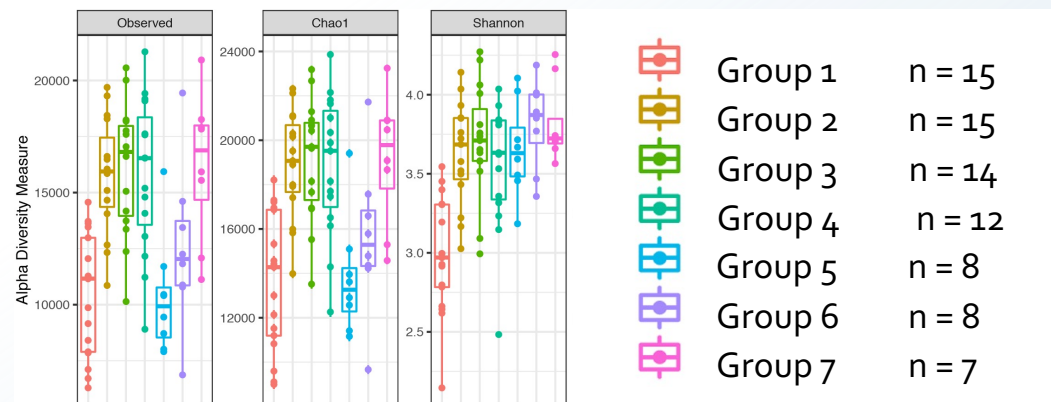 Observed
Chao1
Shannon
Alpha Diversity Measure
20000
15000
10000
24000
20000
16000
12000
4.0
3.5
3.0
2.5
Group 1 n = 15
Group 2 n = 15
Group 3 n = 14
Group 4 n = 12
Group 5 n = 8
Group 6 n = 8
Group 7 n = 7